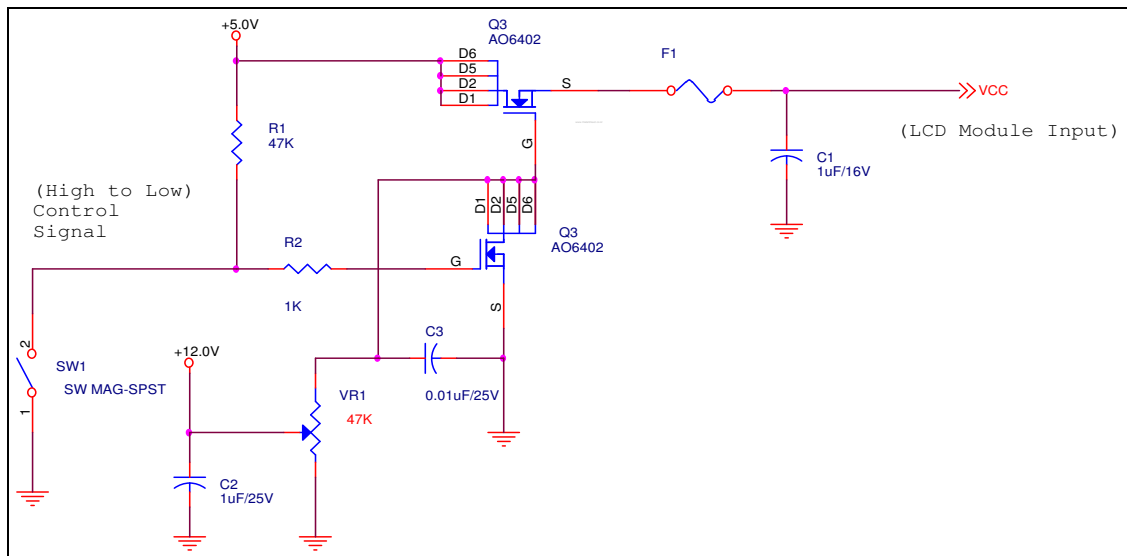 +5.0V
Q3
AO6402
D6
D5
D2
D1
S
G
F1
VCC
(LCD Module Input)
R1
47K
C1
1uF/16V
(High to Low)
Control
Signal
D1
D2
D5
D6
Q3
AO6402
R2
1K
G
S
C3
0.01uF/25V
+12.0V
2
SW1
SW MAG-SPST
1
VR1
47K
C2
1uF/25V